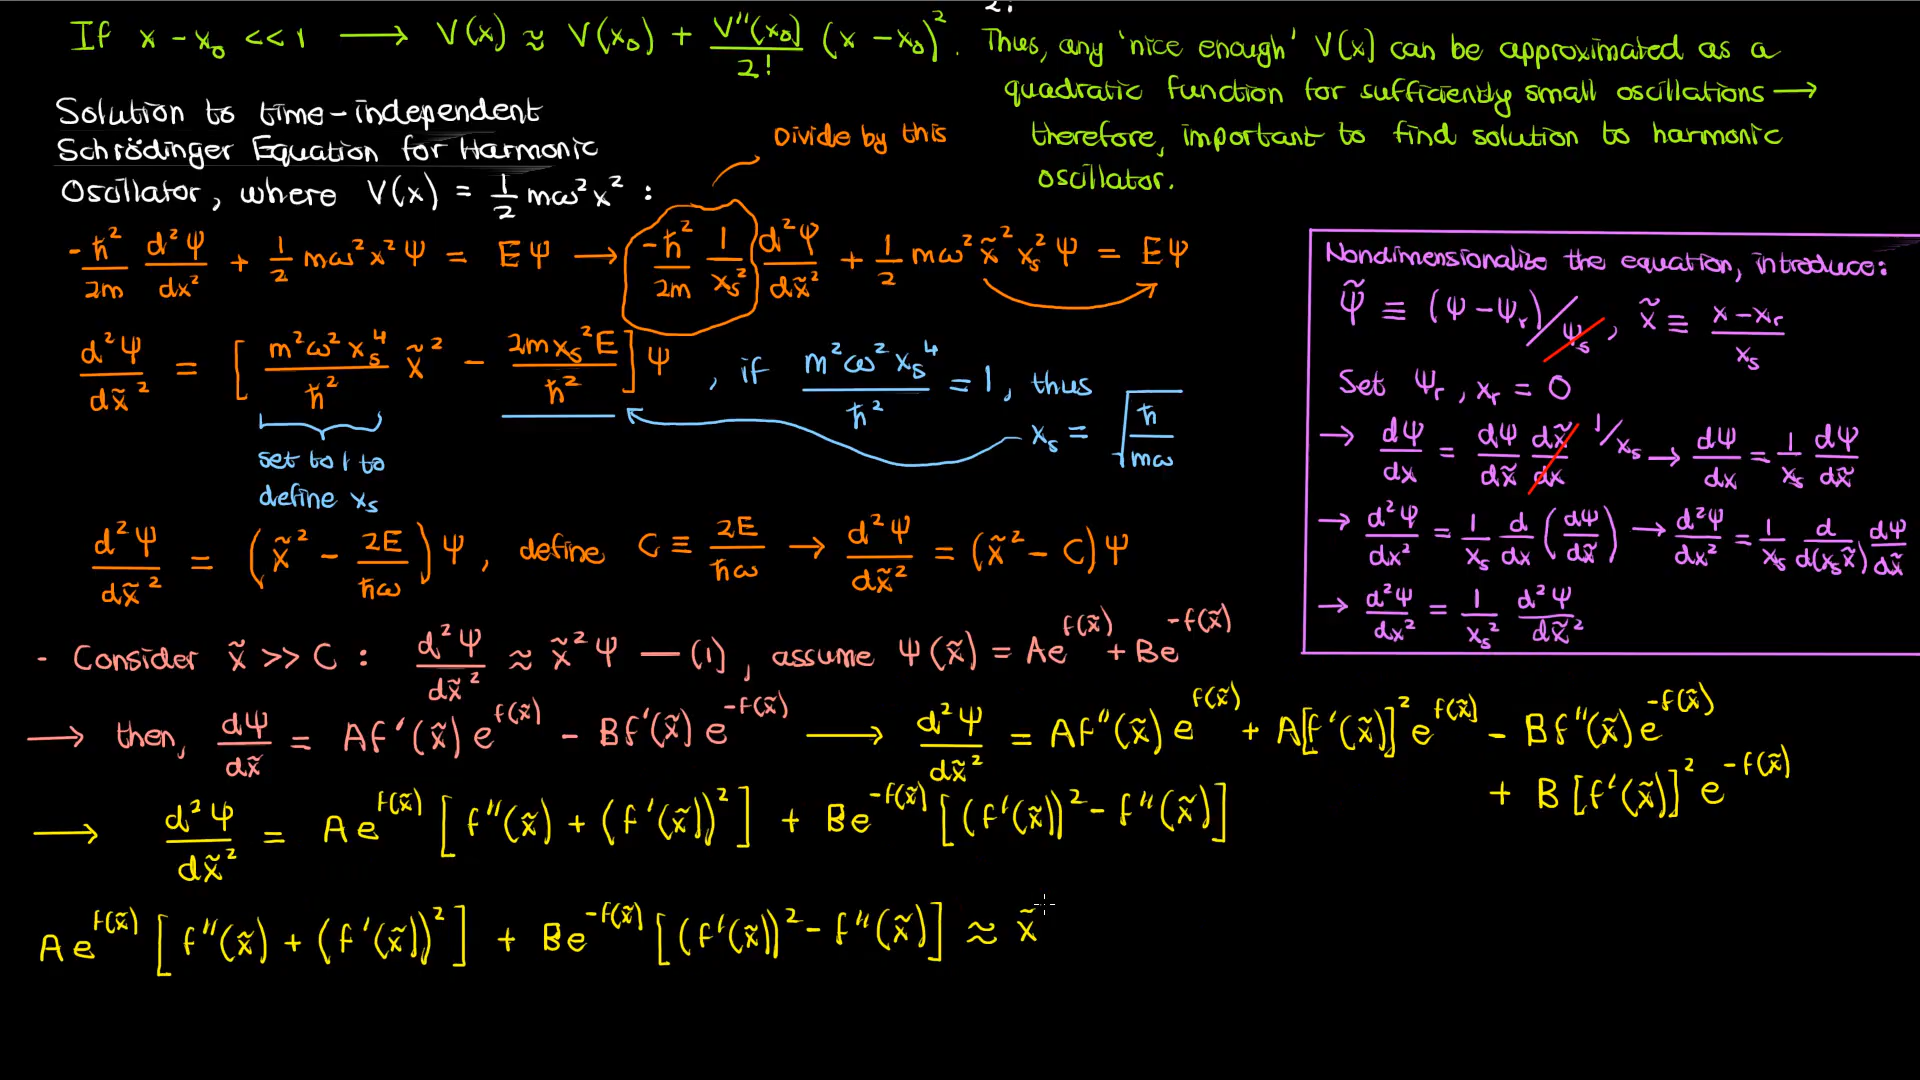 2!
If x - x₀ << 1 ⟶ V(x) ≈ V(x₀) + V''(x₀)/2! (x - x₀)². Thus, any 'nice enough' V(x) can be approximated as a
quadratic function for sufficiently small oscillations ⟶
therefore, important to find solution to harmonic
oscillator.
Solution to time-independent
Schrödinger Equation for Harmonic
Oscillator, where V(x) = 1/2 mω²x² :
Divide by this
-ħ²/2m d²Ψ/dx² + 1/2 mω²x²Ψ = EΨ ⟶ -ħ²/2m 1/xₛ² d²Ψ/dx̃² + 1/2 mω² x̃² xₛ² Ψ = EΨ
d²Ψ/dx̃² = [ m²ω²xₛ⁴/ħ² x̃² - 2mxₛ²E/ħ² ] Ψ , if m²ω²xₛ⁴/ħ² = 1, thus
xₛ = √(ħ/mω)
set to 1 to
define xₛ
d²Ψ/dx̃² = (x̃² - 2E/ħω) Ψ, define C ≡ 2E/ħω ⟶ d²Ψ/dx̃² = (x̃² - C)Ψ
Nondimensionalize the equation, introduce:
Ψ̃ ≡ (Ψ - Ψᵣ)/Ψₛ , x̃ ≡ (x - xᵣ)/xₛ
Set Ψᵣ, xᵣ = 0
⟶ dΨ/dx = dΨ/dx̃ dx̃/dx 1/xₛ ⟶ dΨ/dx = 1/xₛ dΨ/dx̃
⟶ d²Ψ/dx² = 1/xₛ d/dx (dΨ/dx̃) ⟶ d²Ψ/dx² = 1/xₛ d/d(xₛx̃) dΨ/dx̃
⟶ d²Ψ/dx² = 1/xₛ² d²Ψ/dx̃²
- Consider x̃ >> C : d²Ψ/dx̃² ≈ x̃²Ψ — (1), assume Ψ(x̃) = Ae^f(x̃) + Be^-f(x̃)
⟶ then, dΨ/dx̃ = Af'(x̃)e^f(x̃) - Bf'(x̃)e^-f(x̃) ⟶ d²Ψ/dx̃² = Af''(x̃)e^f(x̃) + A[f'(x̃)]²e^f(x̃) - Bf''(x̃)e^-f(x̃)
+ B[f'(x̃)]²e^-f(x̃)
⟶ d²Ψ/dx̃² = Ae^f(x̃) [f''(x̃) + (f'(x̃))²] + Be^-f(x̃) [(f'(x̃))² - f''(x̃)]
Ae^f(x̃) [f''(x̃) + (f'(x̃))²] + Be^-f(x̃) [(f'(x̃))² - f''(x̃)] ≈ x̃